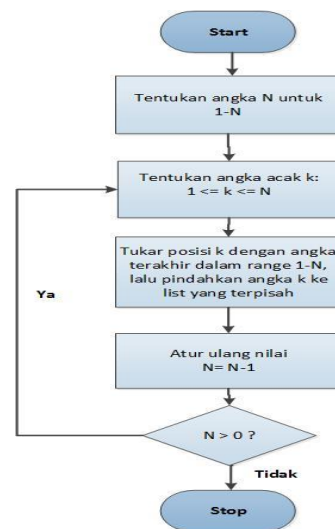 Start
Tentukan angka N untuk
1-N
Tentukan angka acak k:
1 <= k <= N
Tukar posisi k dengan angka
terakhir dalam range 1-N,
lalu pindahkan angka k ke
list yang terpisah
Ya
Atur ulang nilai
N= N-1
N > 0 ?
Tidak
Stop